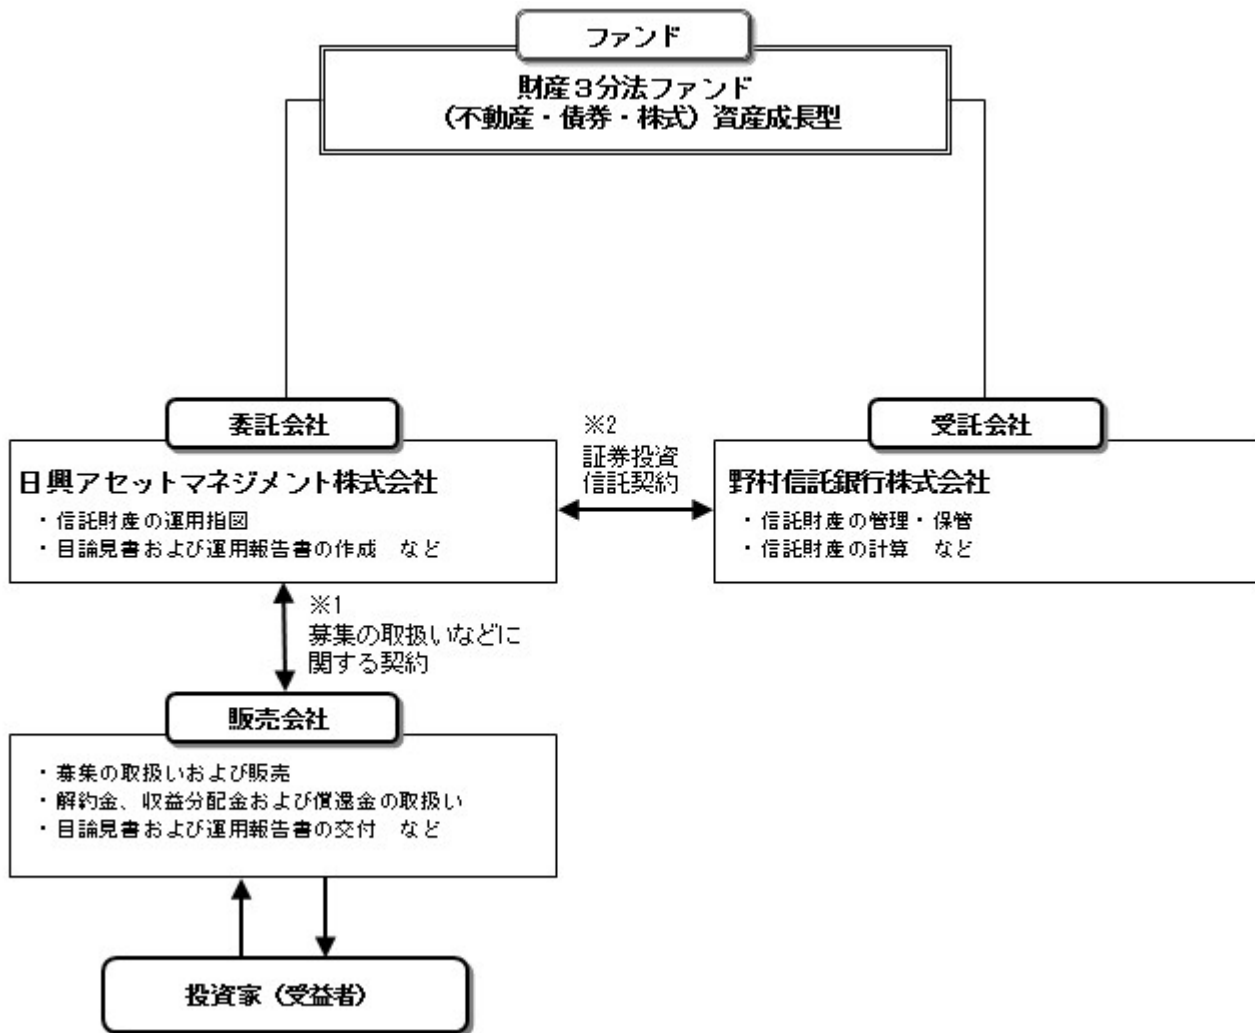 ファンド
財産3分法ファンド
(不動産・債券・株式)資産成長型
委託会社
日興アセットマネジメント株式会社
・信託財産の運用指図
・目論見書および運用報告書の作成 など
※2
証券投資
信託契約
受託会社
野村信託銀行株式会社
・信託財産の管理・保管
・信託財産の計算 など
※1
募集の取扱いなどに
関する契約
販売会社
・募集の取扱いおよび販売
・解約金、収益分配金および償還金の取扱い
・目論見書および運用報告書の交付 など
投資家(受益者)